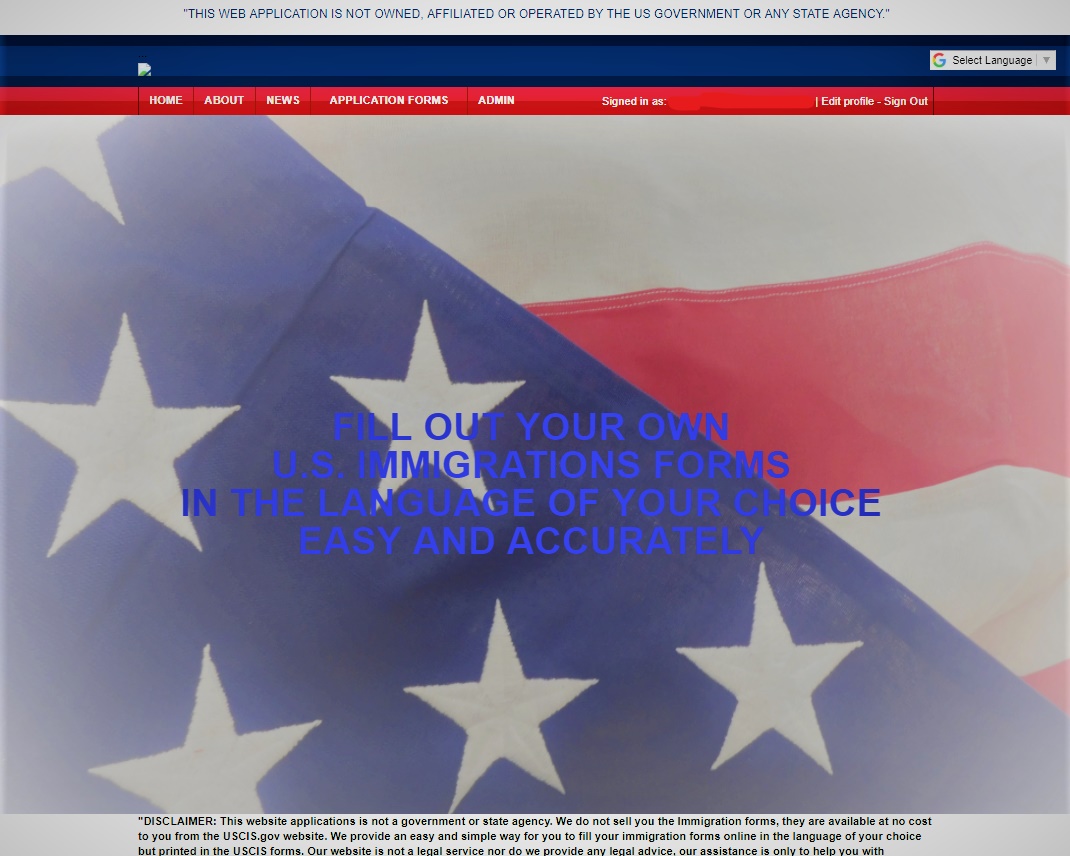 "THIS WEB APPLICATION IS NOT OWNED, AFFILIATED OR OPERATED BY THE US GOVERNMENT OR ANY STATE AGENCY."
Select Language ▼
HOME ABOUT NEWS APPLICATION FORMS ADMIN Signed in as: | Edit profile - Sign Out
FILL OUT YOUR OWN
U.S. IMMIGRATIONS FORMS
IN THE LANGUAGE OF YOUR CHOICE
EASY AND ACCURATELY
"DISCLAIMER: This website applications is not a government or state agency. We do not sell you the Immigration forms, they are available at no cost
to you from the USCIS.gov website. We provide an easy and simple way for you to fill your immigration forms online in the language of your choice
but printed in the USCIS forms. Our website is not a legal service nor do we provide any legal advice, our assistance is only to help you with